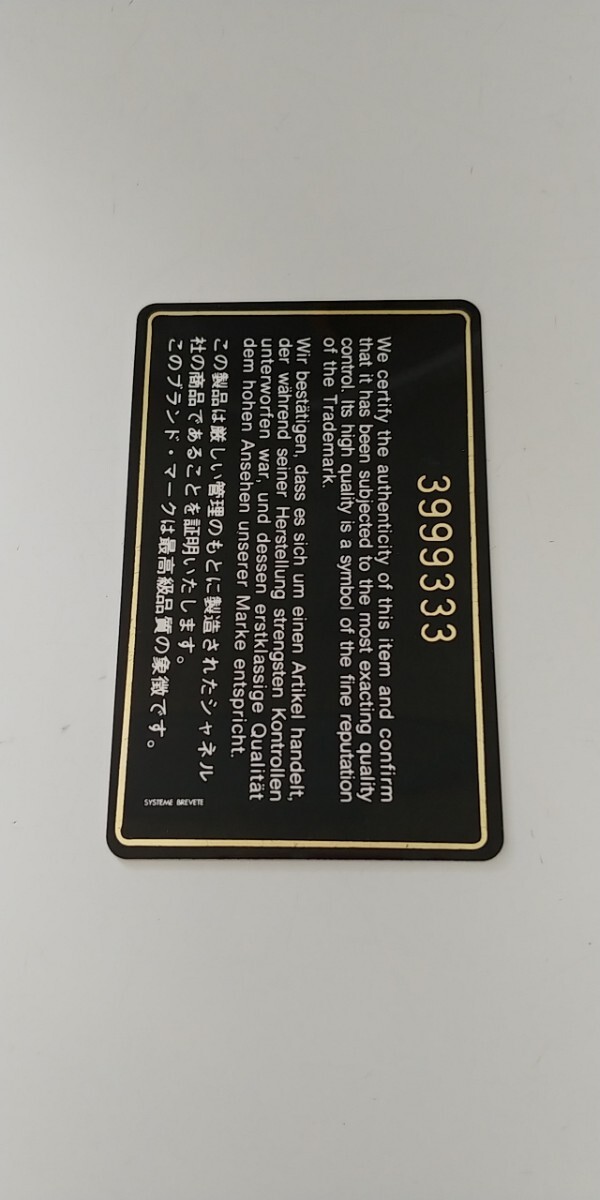 3999333
We certify the authenticity of this item and confirm
that it has been subjected to the most exacting quality
control. Its high quality is a symbol of the fine reputation
of the Trademark.
Wir bestätigen, dass es sich um einen Artikel handelt,
der während seiner Herstellung strengsten Kontrollen
unterworfen war, und dessen erstklassige Qualität
dem hohen Ansehen unserer Marke entspricht.
この製品は厳しい管理のもとに製造されたシャネル
社の商品であることを証明いたします。
このブランド・マークは最高級品質の象徴です。
SYSTEME BREVETE